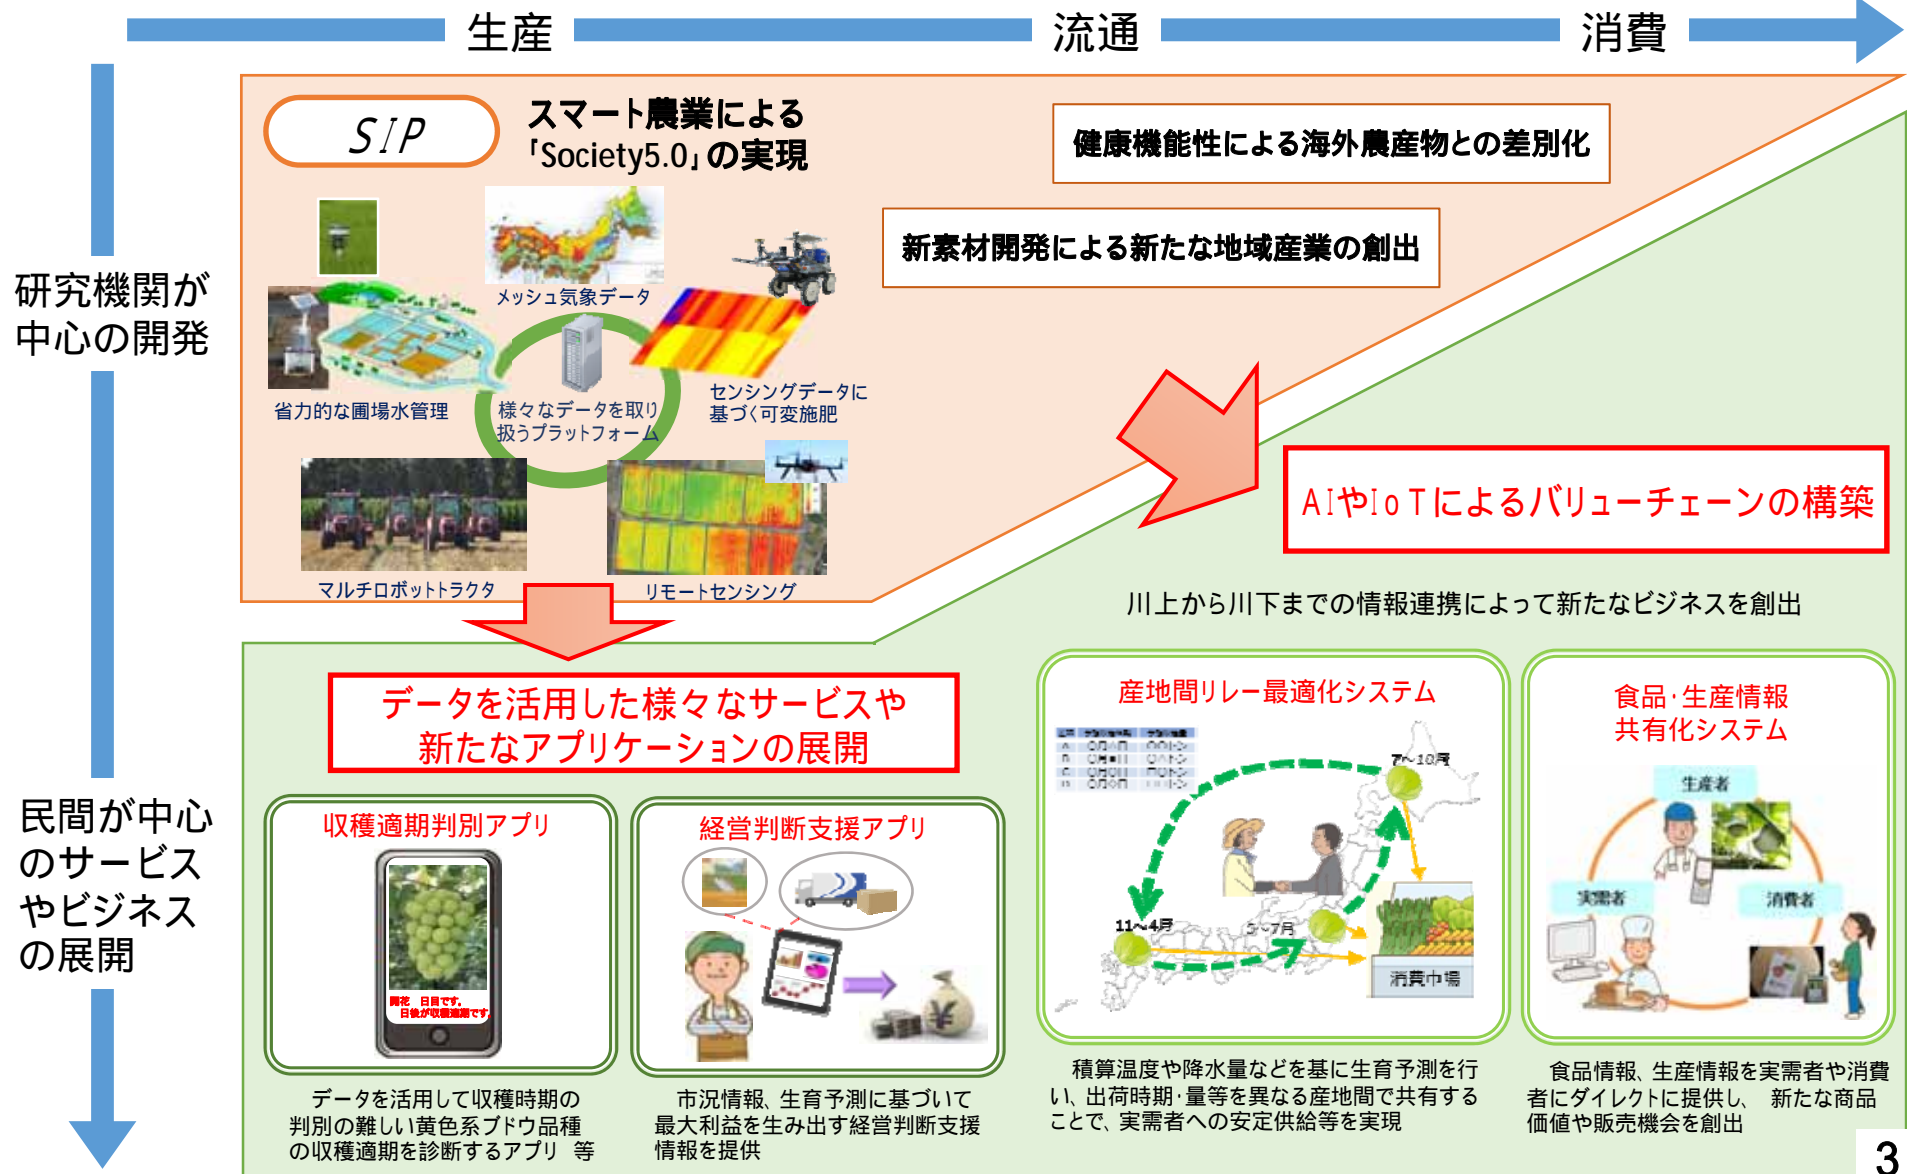 生産
流通
消費
研究機関が
中心の開発
民間が中心
のサービス
やビジネス
の展開
SIP
スマート農業による
「Society5.0」の実現
健康機能性による海外農産物との差別化
新素材開発による新たな地域産業の創出
メッシュ気象データ
省力的な圃場水管理
様々なデータを取り
扱うプラットフォーム
センシングデータに
基づく可変施肥
マルチロボットトラクタ
リモートセンシング
AIやIoTによるバリューチェーンの構築
川上から川下までの情報連携によって新たなビジネスを創出
データを活用した様々なサービスや
新たなアプリケーションの展開
収穫適期判別アプリ
開花 日目です。
日後が収穫適期です。
データを活用して収穫時期の
判別の難しい黄色系ブドウ品種
の収穫適期を診断するアプリ 等
経営判断支援アプリ
市況情報、生育予測に基づいて
最大利益を生み出す経営判断支援
情報を提供
産地間リレー最適化システム
7～10月
11～4月
5～7月
消費市場
積算温度や降水量などを基に生育予測を行
い、出荷時期・量等を異なる産地間で共有する
ことで、実需者への安定供給等を実現
食品・生産情報
共有化システム
生産者
実需者
消費者
食品情報、生産情報を実需者や消費
者にダイレクトに提供し、 新たな商品
価値や販売機会を創出
3